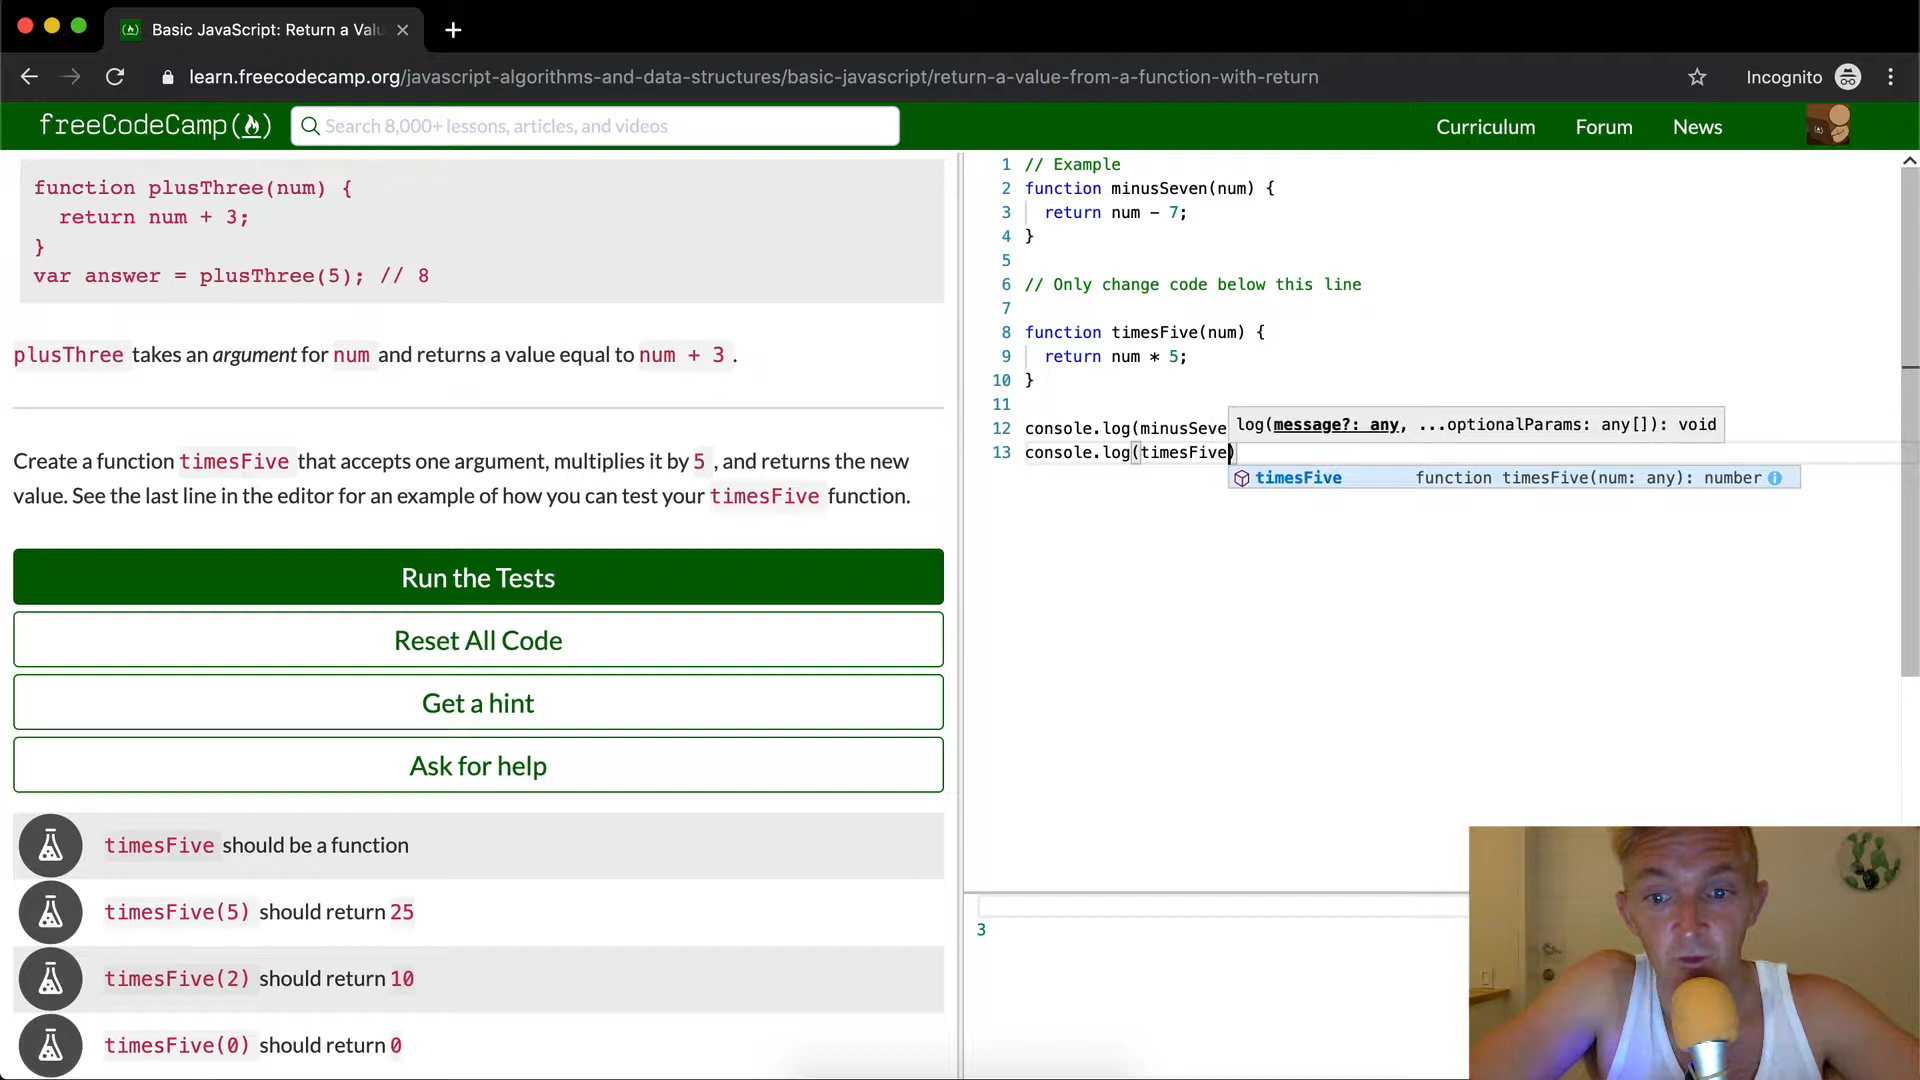 Basic JavaScript: Return a Valu
learn.freecodecamp.org/javascript-algorithms-and-data-structures/basic-javascript/return-a-value-from-a-function-with-return
Incognito
freeCodeCamp
Search 8,000+ lessons, articles, and videos
Curriculum
Forum
News
function plusThree(num) {
return num + 3;
}
var answer = plusThree(5); // 8
plusThree takes an argument for num and returns a value equal to num + 3 .
Create a function timesFive that accepts one argument, multiplies it by 5 , and returns the new
value. See the last line in the editor for an example of how you can test your timesFive function.
Run the Tests
Reset All Code
Get a hint
Ask for help
timesFive should be a function
timesFive(5) should return 25
timesFive(2) should return 10
timesFive(0) should return 0
1 // Example
2 function minusSeven(num) {
3 return num - 7;
4 }
5
6 // Only change code below this line
7
8 function timesFive(num) {
9 return num * 5;
10 }
11
12 console.log(minusSeve
log(message?: any, ...optionalParams: any[]): void
13 console.log(timesFive)
timesFive function timesFive(num: any): number
3